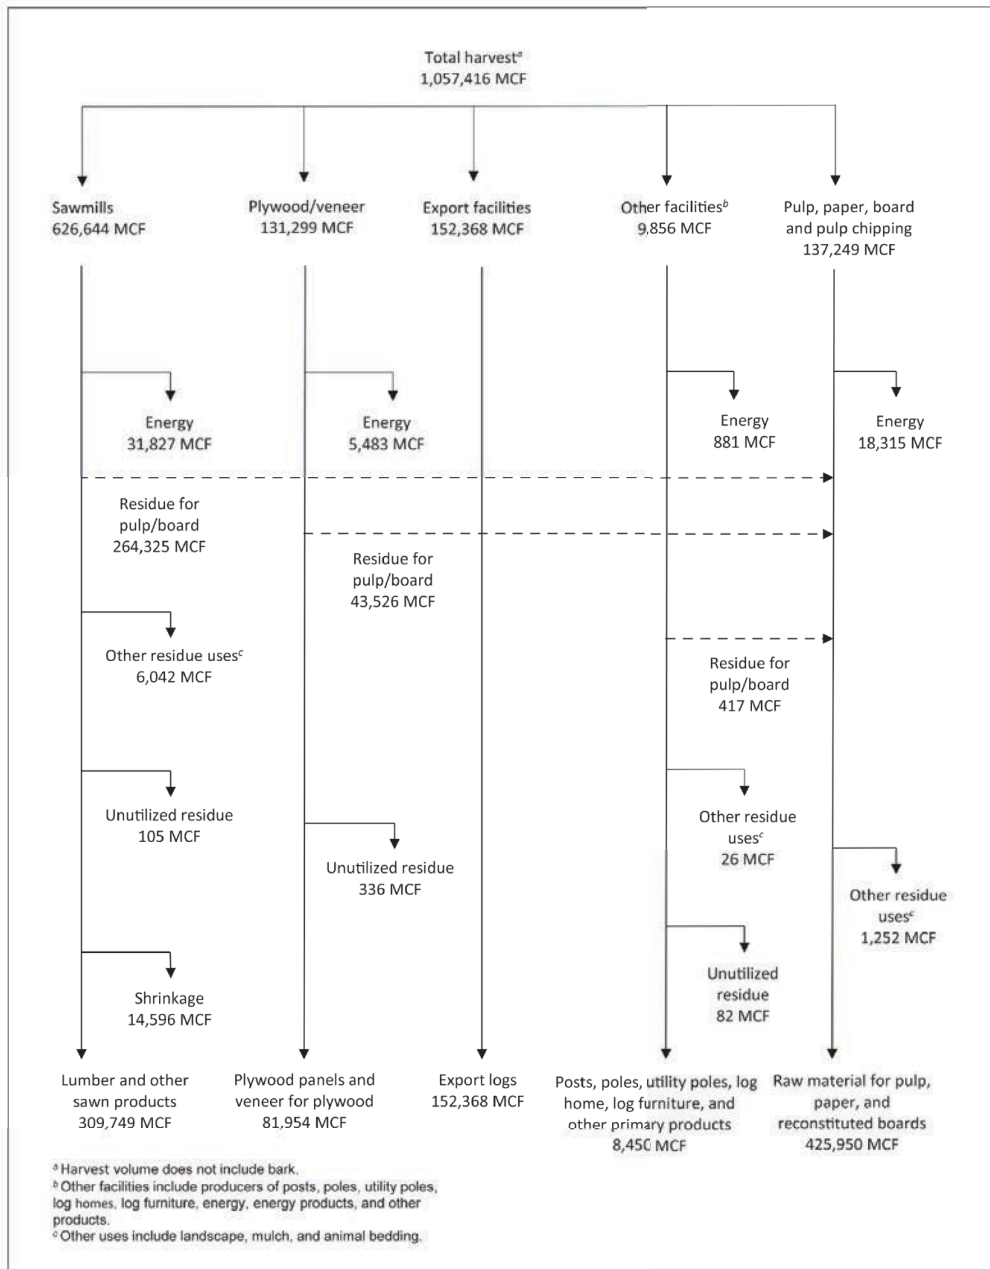 Total harvestᵃ
1,057,416 MCF
Sawmills
626,644 MCF
Plywood/veneer
131,299 MCF
Export facilities
152,368 MCF
Other facilitiesᵇ
9,856 MCF
Pulp, paper, board
and pulp chipping
137,249 MCF
Energy
31,827 MCF
Energy
5,483 MCF
Energy
881 MCF
Energy
18,315 MCF
Residue for
pulp/board
264,325 MCF
Residue for
pulp/board
43,526 MCF
Other residue usesᶜ
6,042 MCF
Residue for
pulp/board
417 MCF
Unutilized residue
105 MCF
Unutilized residue
336 MCF
Other residue
usesᶜ
26 MCF
Other residue
usesᶜ
1,252 MCF
Shrinkage
14,596 MCF
Unutilized
residue
82 MCF
Lumber and other
sawn products
309,749 MCF
Plywood panels and
veneer for plywood
81,954 MCF
Export logs
152,368 MCF
Posts, poles, utility poles, log
home, log furniture, and
other primary products
8,450 MCF
Raw material for pulp,
paper, and
reconstituted boards
425,950 MCF
ᵃ Harvest volume does not include bark.
ᵇ Other facilities include producers of posts, poles, utility poles,
log homes, log furniture, energy, energy products, and other
products.
ᶜ Other uses include landscape, mulch, and animal bedding.